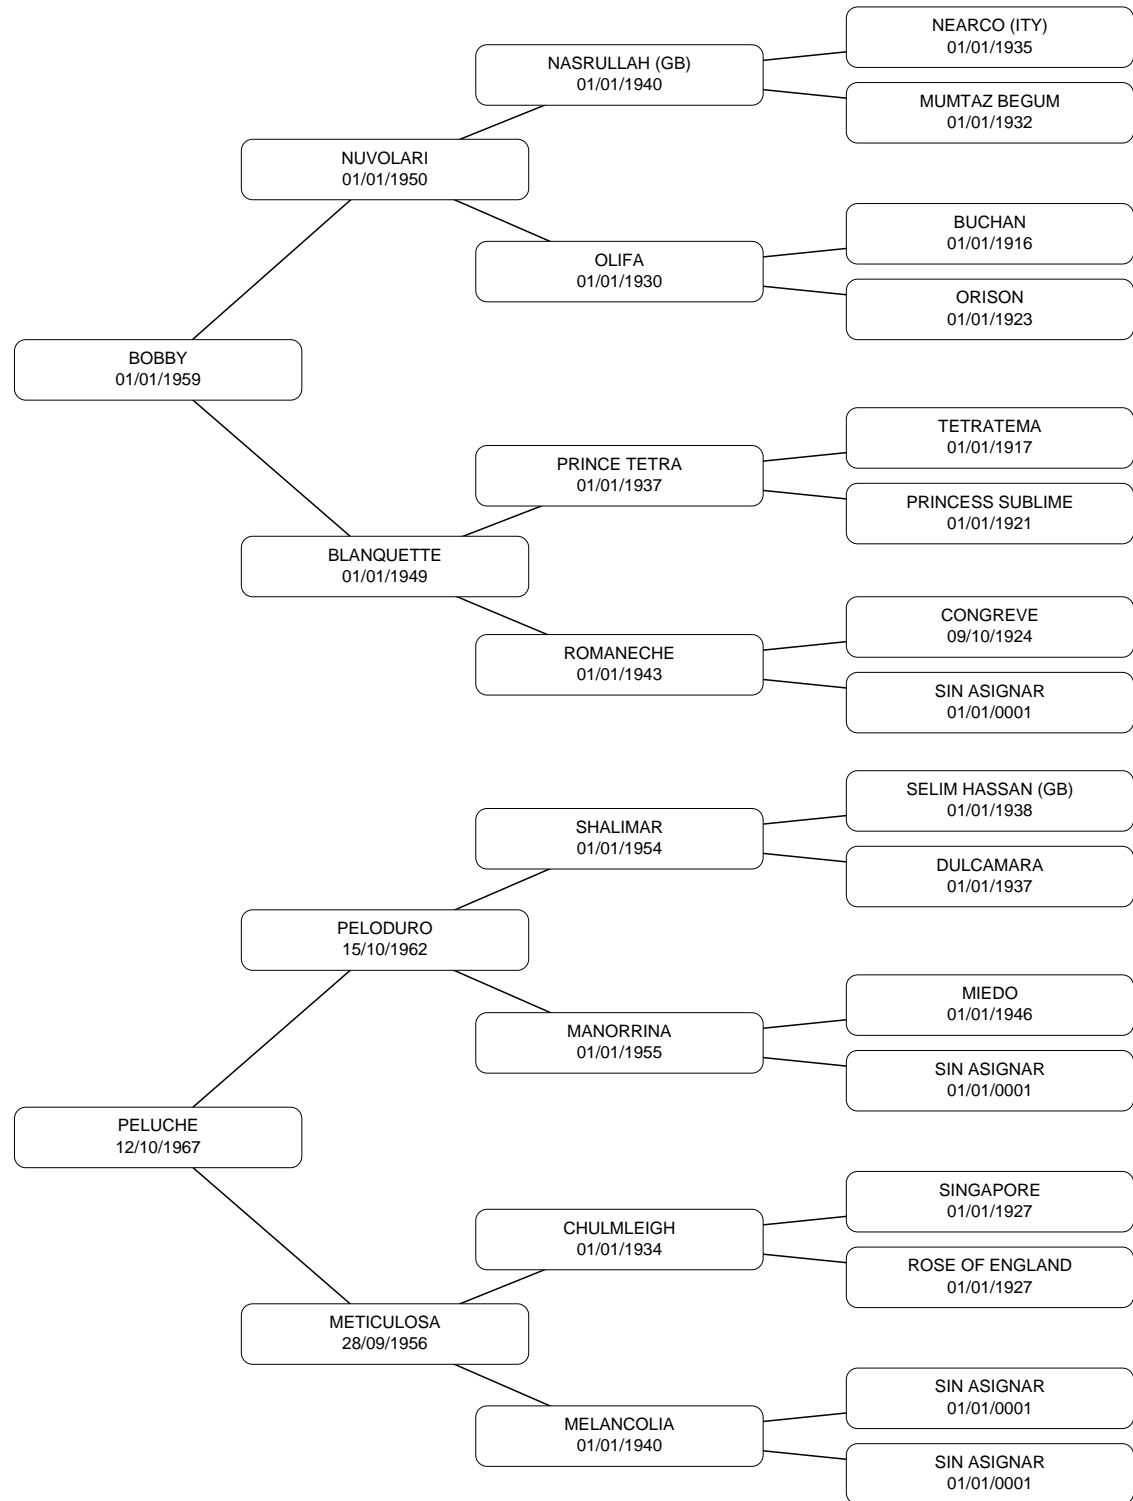 NEARCO (ITY)
01/01/1935
NASRULLAH (GB)
01/01/1940
MUMTAZ BEGUM
01/01/1932
NUVOLARI
01/01/1950
BUCHAN
01/01/1916
OLIFA
01/01/1930
ORISON
01/01/1923
BOBBY
01/01/1959
TETRATEMA
01/01/1917
PRINCE TETRA
01/01/1937
PRINCESS SUBLIME
01/01/1921
BLANQUETTE
01/01/1949
CONGREVE
09/10/1924
ROMANECHE
01/01/1943
SIN ASIGNAR
01/01/0001
SELIM HASSAN (GB)
01/01/1938
SHALIMAR
01/01/1954
DULCAMARA
01/01/1937
PELODURO
15/10/1962
MIEDO
01/01/1946
MANORRINA
01/01/1955
SIN ASIGNAR
01/01/0001
PELUCHE
12/10/1967
SINGAPORE
01/01/1927
CHULMLEIGH
01/01/1934
ROSE OF ENGLAND
01/01/1927
METICULOSA
28/09/1956
SIN ASIGNAR
01/01/0001
MELANCOLIA
01/01/1940
SIN ASIGNAR
01/01/0001